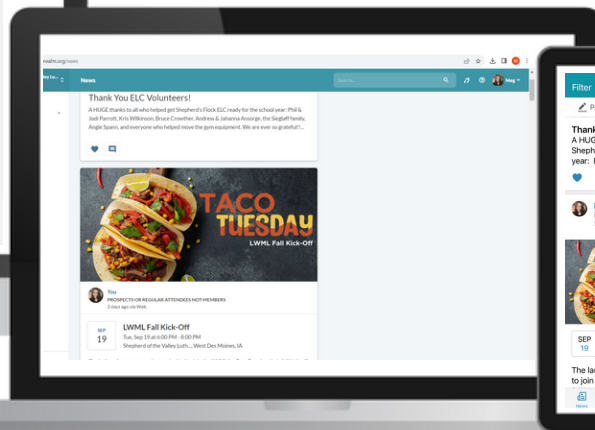 realm.org/news
News
Search...
Meg
Thank You ELC Volunteers!
A HUGE thanks to all who helped get Shepherd's Flock ELC ready for the school year: Phil &
Jodi Parrott, Kris Wilkinson, Bruce Crowther, Andrew & Jahanna Ansorge, the Sieglaff family,
Angie Spann, and everyone who helped move the gym equipment. We are ever so grateful!...
TACO
TUESDAY
LWML Fall Kick-Off
You
PROSPECTS OR REGULAR ATTENDEES NOT MEMBERS
2 days ago via Web
SEP
19
LWML Fall Kick-Off
Tue, Sep 19 at 6:00 PM - 8:00 PM
Shepherd of the Valley Luth..., West Des Moines, IA
Filter
Thank
A HUG
Sheph
year:
SEP
19
The la
to join
News